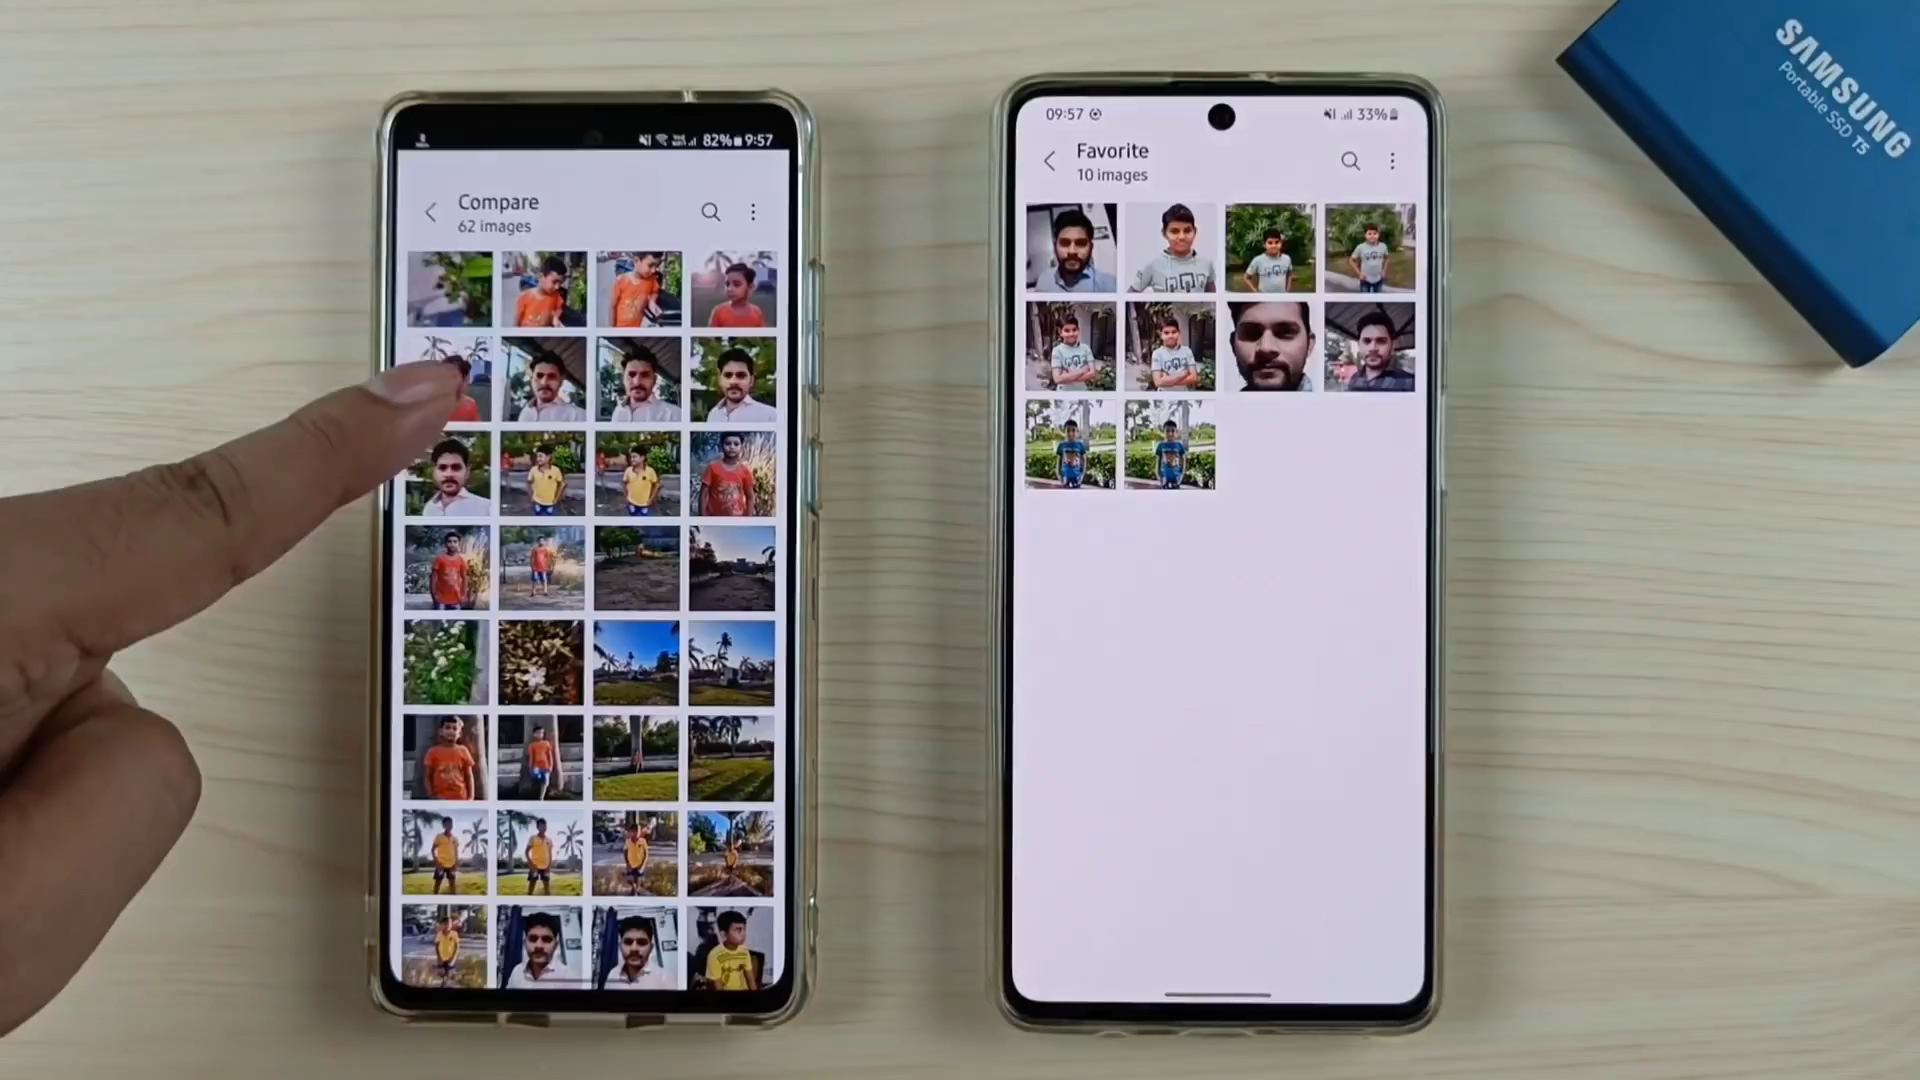 82% 9:57
Compare
62 images
09:57
33%
Favorite
10 images
SAMSUNG
Portable SSD T5